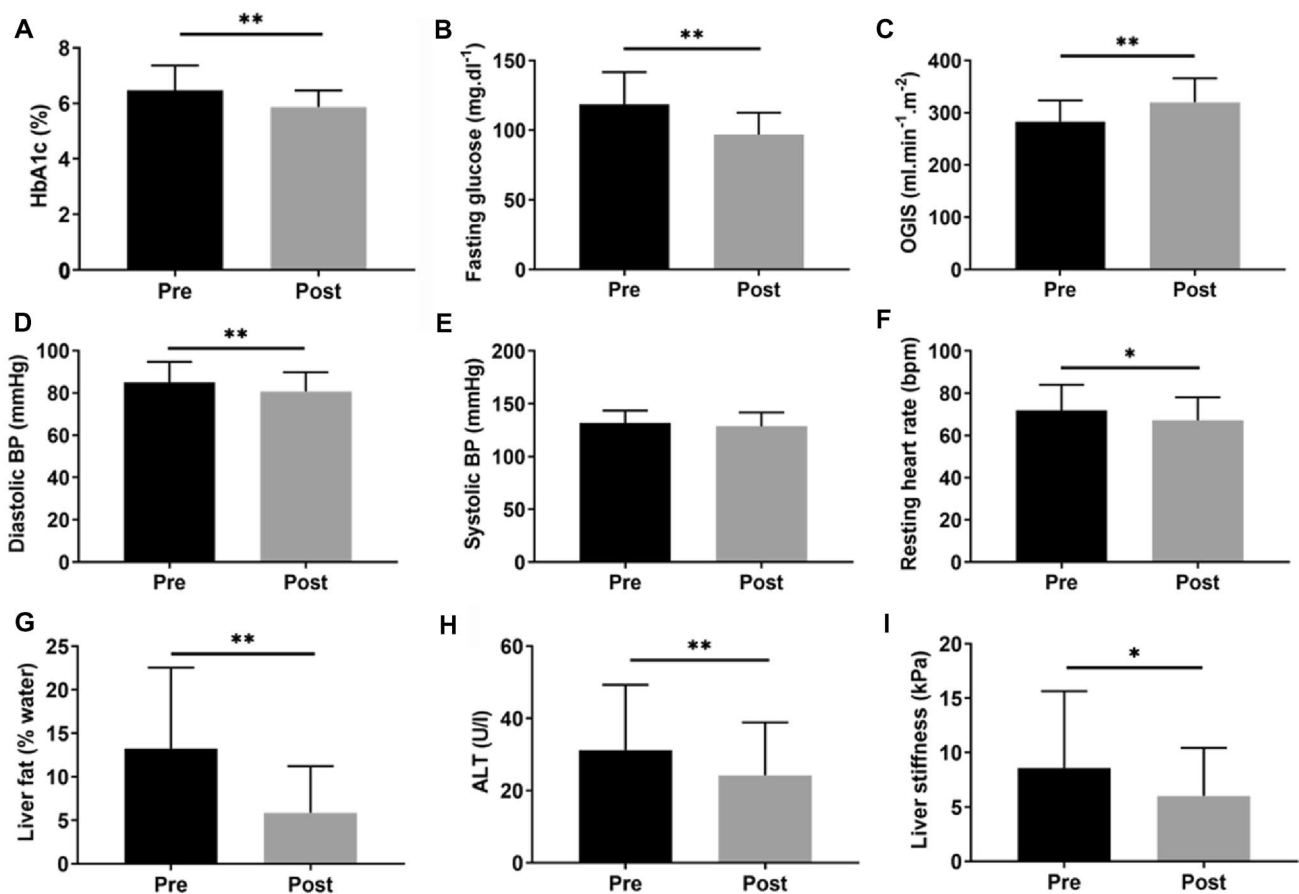 A
**
HbA1c (%)
8
6
4
2
0
Pre Post
B
**
Fasting glucose (mg.dl⁻¹)
150
100
50
0
Pre Post
C
**
OGIS (ml.min⁻¹.m⁻²)
400
300
200
100
0
Pre Post
D
**
Diastolic BP (mmHg)
100
80
60
40
20
0
Pre Post
E
Systolic BP (mmHg)
200
150
100
50
0
Pre Post
F
*
Resting heart rate (bpm)
100
80
60
40
20
0
Pre Post
G
**
Liver fat (% water)
25
20
15
10
5
0
Pre Post
H
**
ALT (U/l)
60
40
20
0
Pre Post
I
*
Liver stiffness (kPa)
20
15
10
5
0
Pre Post